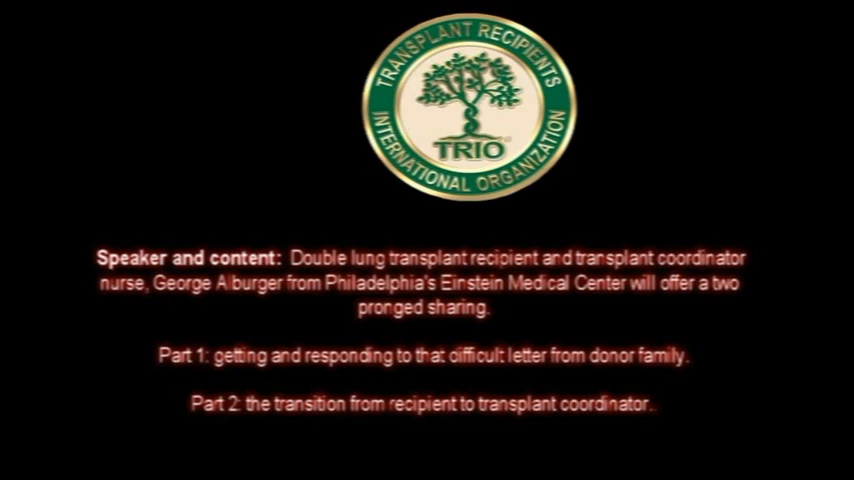 TRANSPLANT RECIPIENTS
INTERNATIONAL ORGANIZATION
TRIO
Speaker and content: Double lung transplant recipient and transplant coordinator
nurse, George Alburger from Philadelphia's Einstein Medical Center will offer a two
pronged sharing.
Part 1: getting and responding to that difficult letter from donor family.
Part 2: the transition from recipient to transplant coordinator.